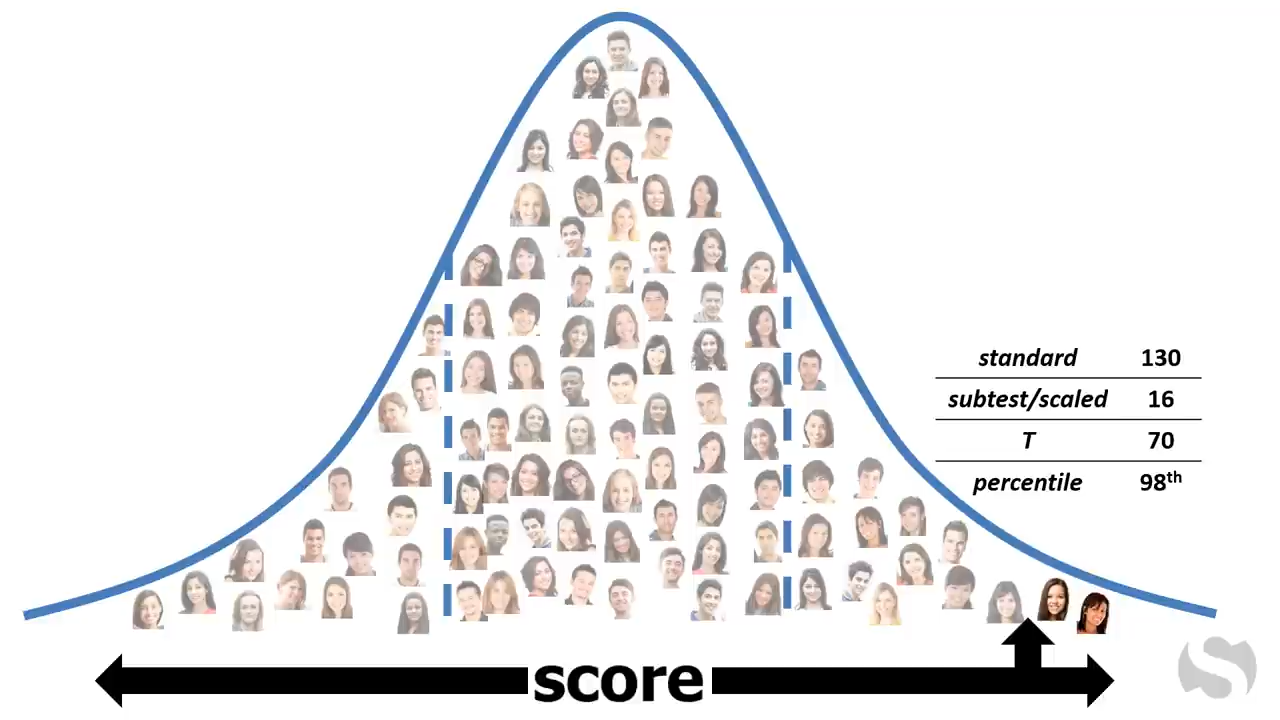 standard 130
subtest/scaled 16
T 70
percentile 98th
score